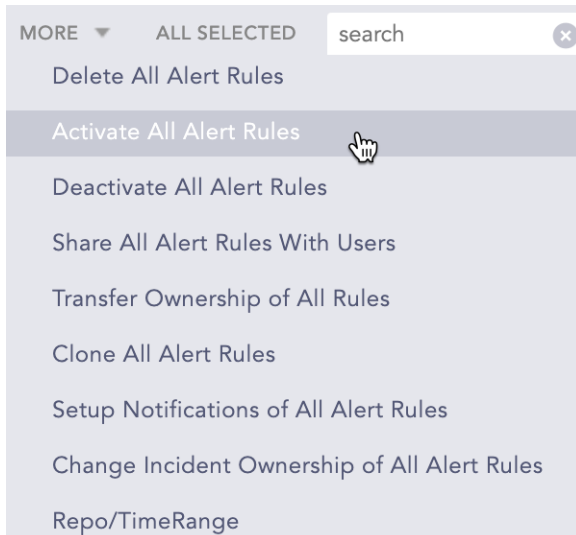 MORE ALL SELECTED search
Delete All Alert Rules
Activate All Alert Rules
Deactivate All Alert Rules
Share All Alert Rules With Users
Transfer Ownership of All Rules
Clone All Alert Rules
Setup Notifications of All Alert Rules
Change Incident Ownership of All Alert Rules
Repo/TimeRange